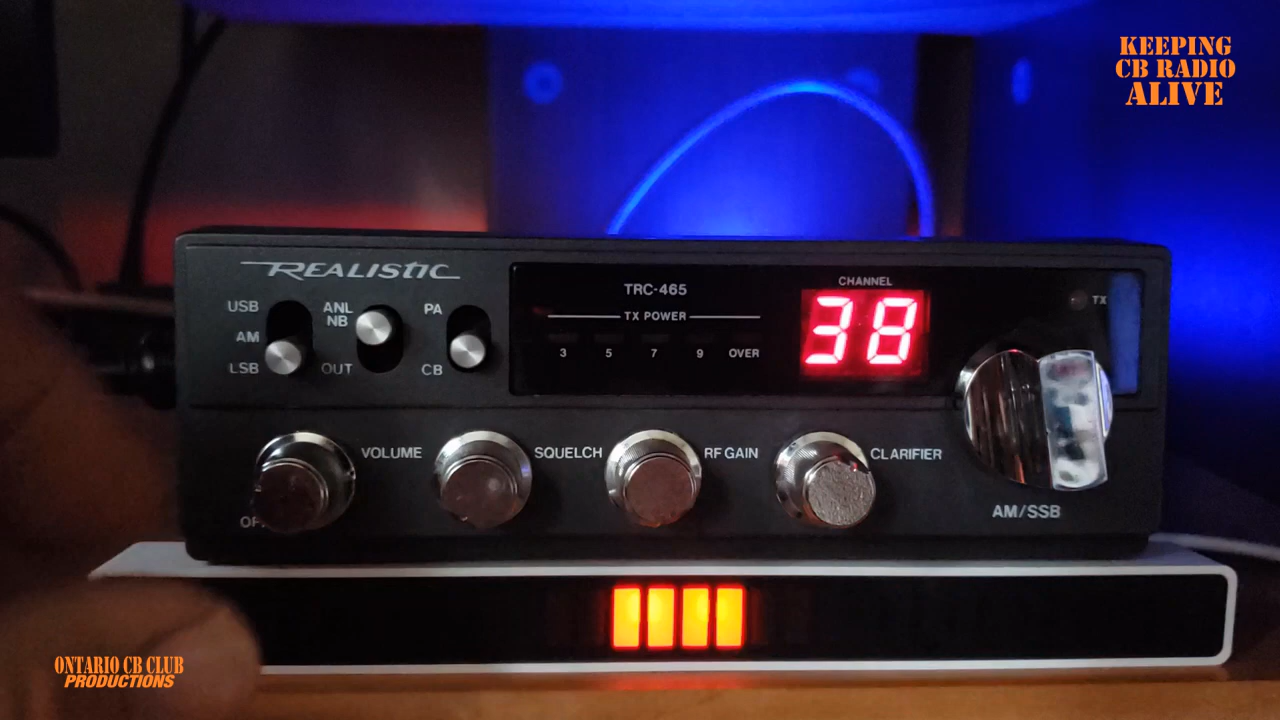 KEEPING
CB RADIO
ALIVE
REALISTIC
USB
AM
LSB
ANL
NB
OUT
PA
CB
TRC-465
TX POWER
3 5 7 9 OVER
CHANNEL
38
TX
VOLUME
SQUELCH
RF GAIN
CLARIFIER
AM/SSB
ONTARIO CB CLUB
PRODUCTIONS